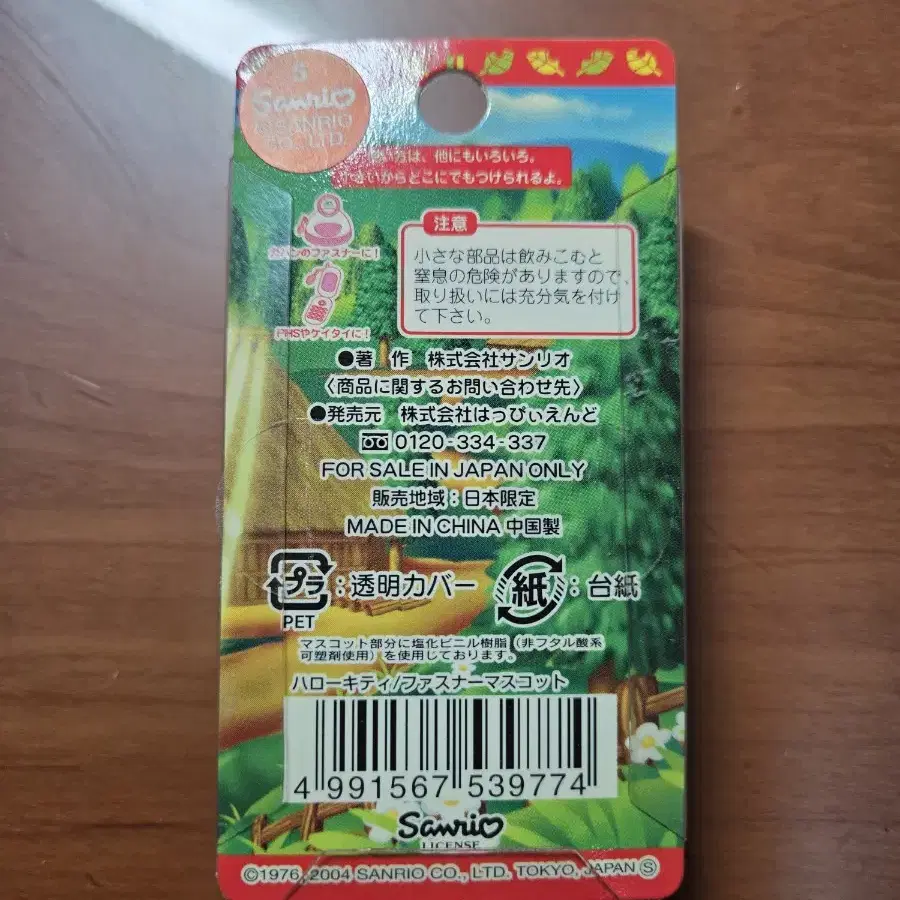 S
Sanrio
©SANRIO
CO., LTD.
い方は、他にもいろいろ。
小さいからどこにでもつけられるよ。
カバンのファスナーに！
PHSやケイタイに！
注意
小さな部品は飲みこむと
窒息の危険がありますので、
取り扱いには充分気を付け
て下さい。
●著 作 株式会社サンリオ
〈商品に関するお問い合わせ先〉
●発売元 株式会社はっぴぃえんど
0120-334-337
FOR SALE IN JAPAN ONLY
販売地域：日本限定
MADE IN CHINA 中国製
プラ：透明カバー 紙：台紙
PET
マスコット部分に塩化ビニル樹脂（非フタル酸系
可塑剤使用）を使用しております。
ハローキティ/ファスナーマスコット
4 991567 539774
Sanrio
LICENSE
©1976, 2004 SANRIO CO., LTD. TOKYO, JAPAN Ⓢ